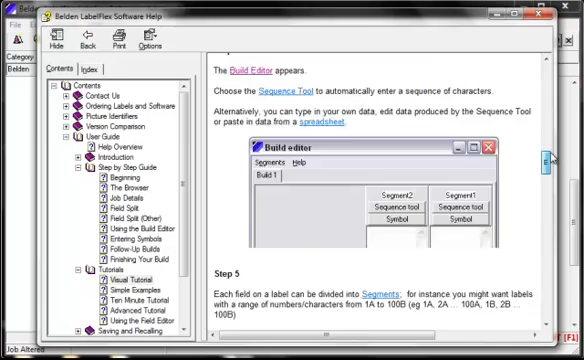 Belden
Belden LabelFlex Software Help
Hide
Back
Print
Options
Category
Belden
Contents
Index
Contents
Contact Us
Ordering Labels and Software
Picture Identifiers
Version Comparison
User Guide
Help Overview
Introduction
Step by Step Guide
Beginning
The Browser
Job Details
Field Split
Field Split (Other)
Using the Build Editor
Entering Symbols
Follow-Up Builds
Finishing Your Build
Tutorials
Visual Tutorial
Simple Examples
Ten Minute Tutorial
Advanced Tutorial
Using the Field Editor
Saving and Recalling
The Build Editor appears.
Choose the Sequence Tool to automatically enter a sequence of characters.
Alternatively, you can type in your own data, edit data produced by the Sequence Tool
or paste in data from a spreadsheet.
Build editor
Segments Help
Build 1
Segment2 Segment1
Sequence tool Sequence tool
Symbol Symbol
Step 5
Each field on a label can be divided into Segments; for instance you might want labels
with a range of numbers/characters from 1A to 100B (eg 1A, 2A ... 100A, 1B, 2B ...
100B)
[F1]
Job Altered